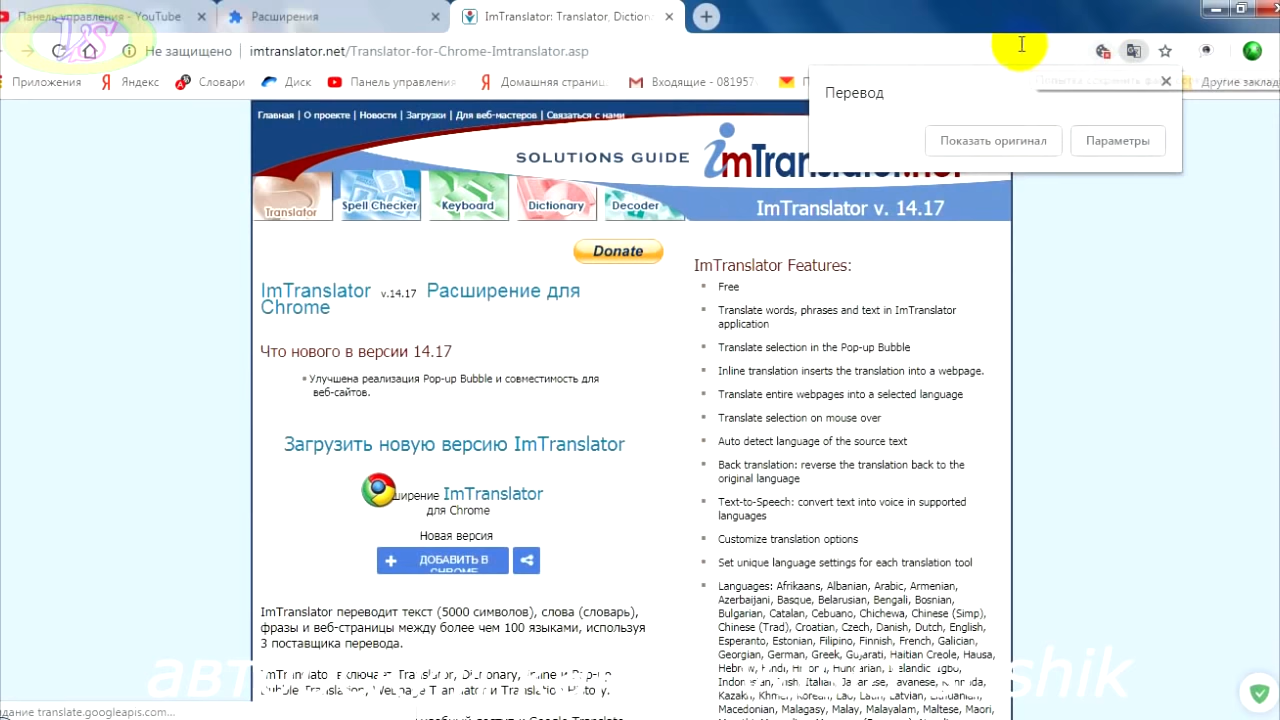 Панель управления - YouTube
Расширения
ImTranslator: Translator, Diction
Не защищено
imtranslator.net/Translator-for-Chrome-Imtranslator.asp
Приложения
Яндекс
Словари
Диск
Панель управления
Домашняя страница
Входящие - 081957
Другие заклад
Перевод
Показать оригинал
Параметры
Главная | О проекте | Новости | Загрузки | Для веб-мастеров | Связаться с нами
SOLUTIONS GUIDE
Translator
Spell Checker
Keyboard
Dictionary
Decoder
ImTranslator v. 14.17
Donate
ImTranslator v.14.17 Расширение для
Chrome
Что нового в версии 14.17
Улучшена реализация Pop-up Bubble и совместимость для
веб-сайтов.
Загрузить новую версию ImTranslator
ширение ImTranslator
для Chrome
Новая версия
ДОБАВИТЬ В
CHROME
ImTranslator переводит текст (5000 символов), слова (словарь),
фразы и веб-страницы между более чем 100 языками, используя
3 поставщика перевода.
ImTranslator Features:
Free
Translate words, phrases and text in ImTranslator
application
Translate selection in the Pop-up Bubble
Inline translation inserts the translation into a webpage.
Translate entire webpages into a selected language
Translate selection on mouse over
Auto detect language of the source text
Back translation: reverse the translation back to the
original language
Text-to-Speech: convert text into voice in supported
languages
Customize translation options
Set unique language settings for each translation tool
Languages: Afrikaans, Albanian, Arabic, Armenian,
Azerbaijani, Basque, Belarusian, Bengali, Bosnian,
Bulgarian, Catalan, Cebuano, Chichewa, Chinese (Simp),
Chinese (Trad), Croatian, Czech, Danish, Dutch, English,
Esperanto, Estonian, Filipino, Finnish, French, Galician,
Georgian, German, Greek, Gujarati, Haitian Creole, Hausa,
Macedonian, Malagasy, Malay, Malayalam, Maltese, Maori,
идание translate.googleapis.com...